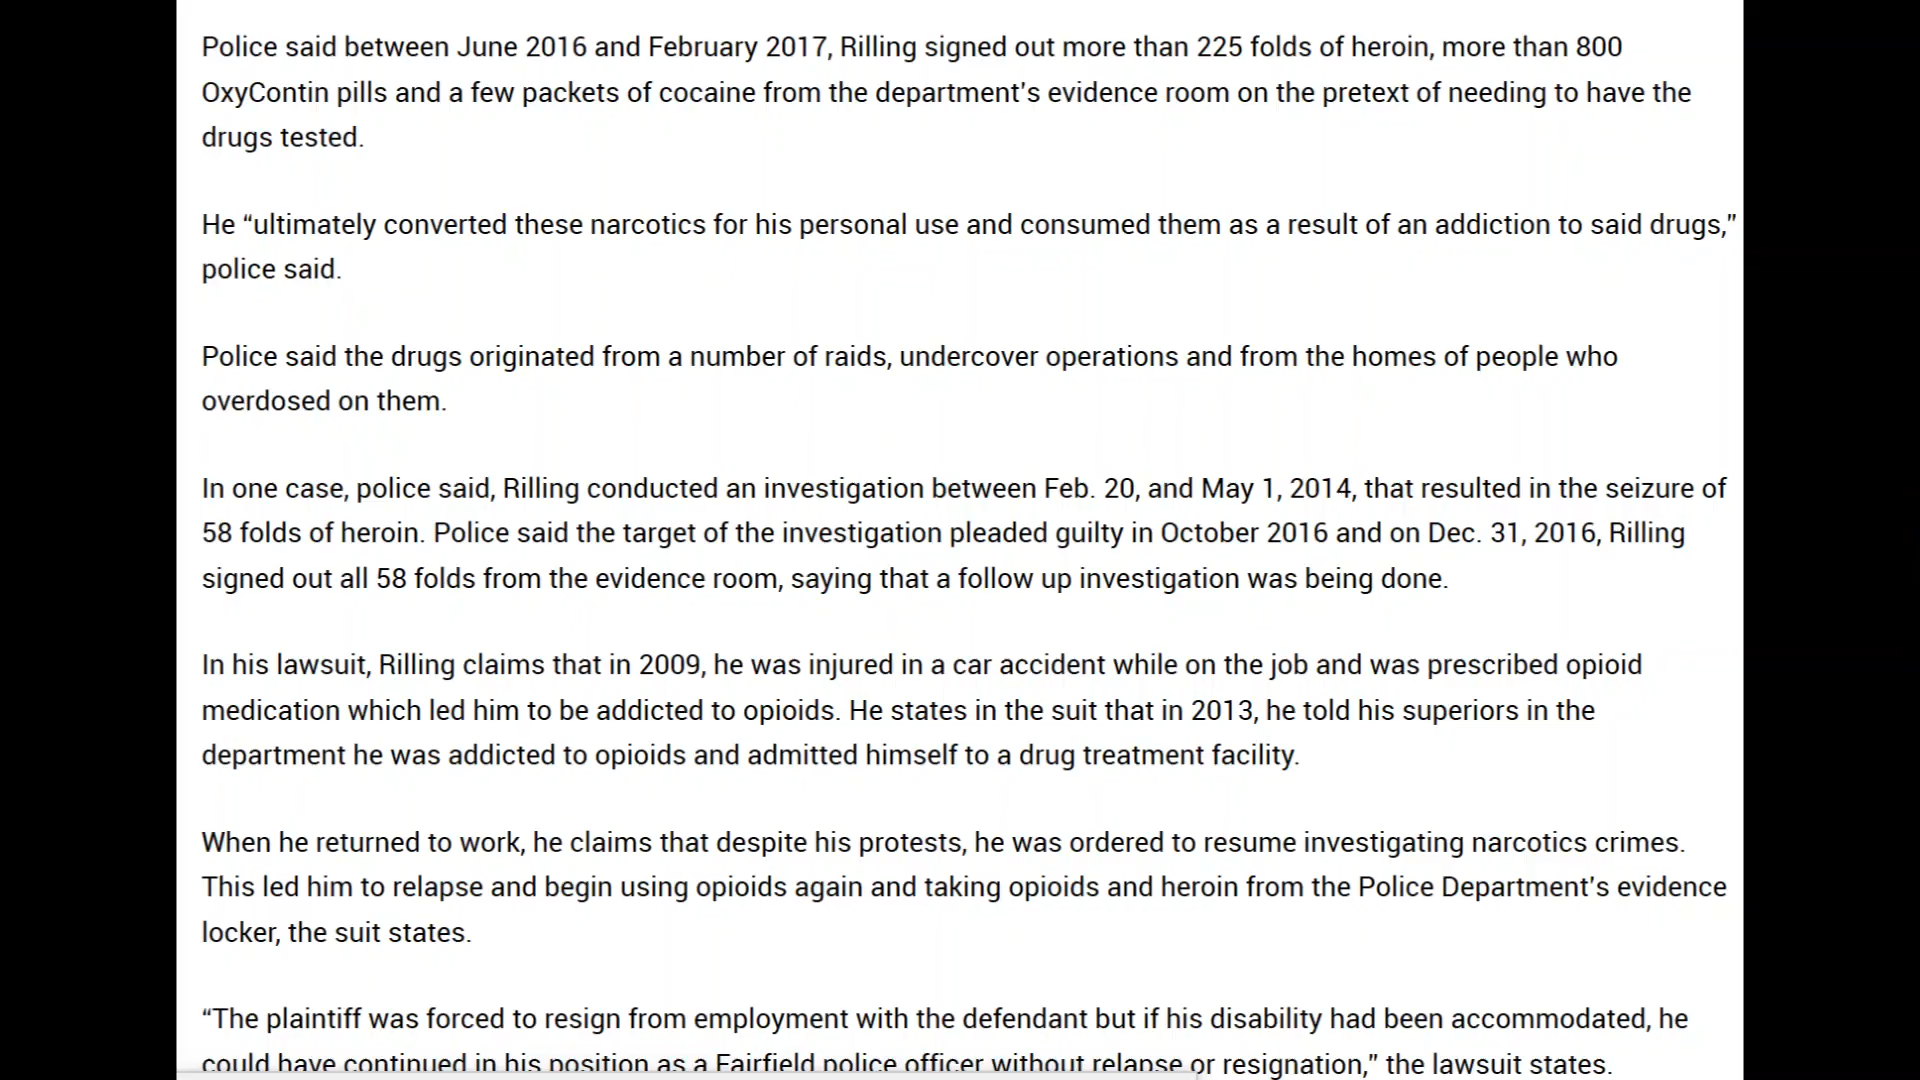 Police said between June 2016 and February 2017, Rilling signed out more than 225 folds of heroin, more than 800
OxyContin pills and a few packets of cocaine from the department’s evidence room on the pretext of needing to have the
drugs tested.
He “ultimately converted these narcotics for his personal use and consumed them as a result of an addiction to said drugs,”
police said.
Police said the drugs originated from a number of raids, undercover operations and from the homes of people who
overdosed on them.
In one case, police said, Rilling conducted an investigation between Feb. 20, and May 1, 2014, that resulted in the seizure of
58 folds of heroin. Police said the target of the investigation pleaded guilty in October 2016 and on Dec. 31, 2016, Rilling
signed out all 58 folds from the evidence room, saying that a follow up investigation was being done.
In his lawsuit, Rilling claims that in 2009, he was injured in a car accident while on the job and was prescribed opioid
medication which led him to be addicted to opioids. He states in the suit that in 2013, he told his superiors in the
department he was addicted to opioids and admitted himself to a drug treatment facility.
When he returned to work, he claims that despite his protests, he was ordered to resume investigating narcotics crimes.
This led him to relapse and begin using opioids again and taking opioids and heroin from the Police Department’s evidence
locker, the suit states.
“The plaintiff was forced to resign from employment with the defendant but if his disability had been accommodated, he
could have continued in his position as a Fairfield police officer without relapse or resignation,” the lawsuit states.